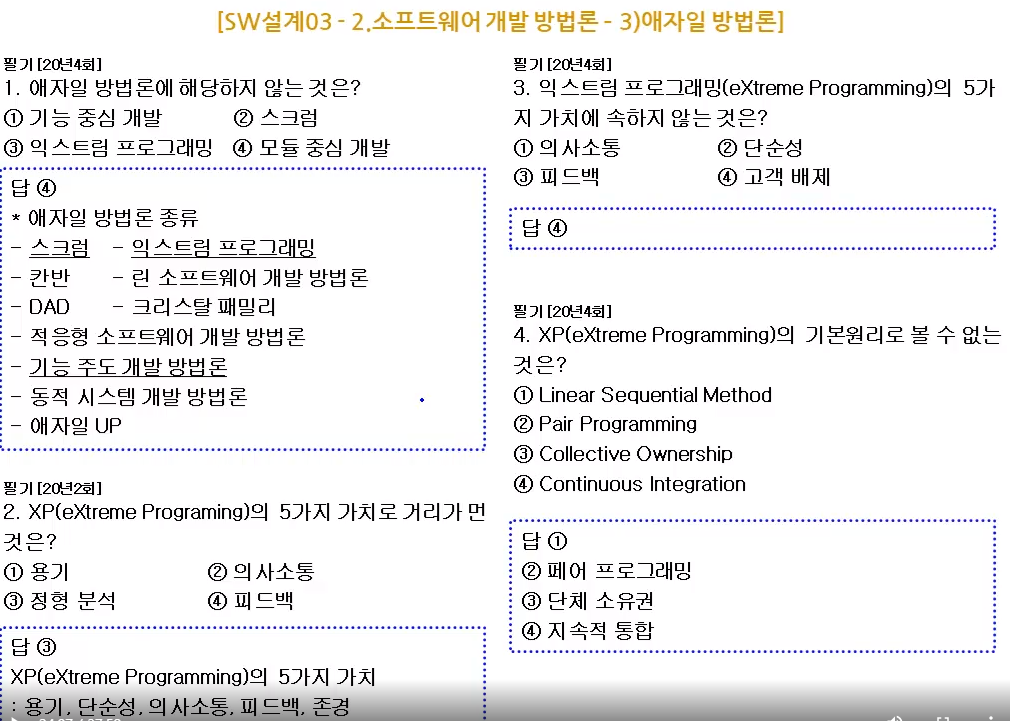 [SW설계03 - 2.소프트웨어 개발 방법론 - 3)애자일 방법론]
필기 [20년4회]
1. 애자일 방법론에 해당하지 않는 것은?
① 기능 중심 개발 ② 스크럼
③ 익스트림 프로그래밍 ④ 모듈 중심 개발
답 ④
* 애자일 방법론 종류
- 스크럼 - 익스트림 프로그래밍
- 칸반 - 린 소프트웨어 개발 방법론
- DAD - 크리스탈 패밀리
- 적응형 소프트웨어 개발 방법론
- 기능 주도 개발 방법론
- 동적 시스템 개발 방법론
- 애자일 UP
필기 [20년2회]
2. XP(eXtreme Programing)의 5가지 가치로 거리가 먼
것은?
① 용기 ② 의사소통
③ 정형 분석 ④ 피드백
답 ③
XP(eXtreme Programming)의 5가지 가치
: 용기, 단순성, 의사소통, 피드백, 존경
필기 [20년4회]
3. 익스트림 프로그래밍(eXtreme Programming)의 5가
지 가치에 속하지 않는 것은?
① 의사소통 ② 단순성
③ 피드백 ④ 고객 배제
답 ④
필기 [20년4회]
4. XP(eXtreme Programming)의 기본원리로 볼 수 없는
것은?
① Linear Sequential Method
② Pair Programming
③ Collective Ownership
④ Continuous Integration
답 ①
② 페어 프로그래밍
③ 단체 소유권
④ 지속적 통합